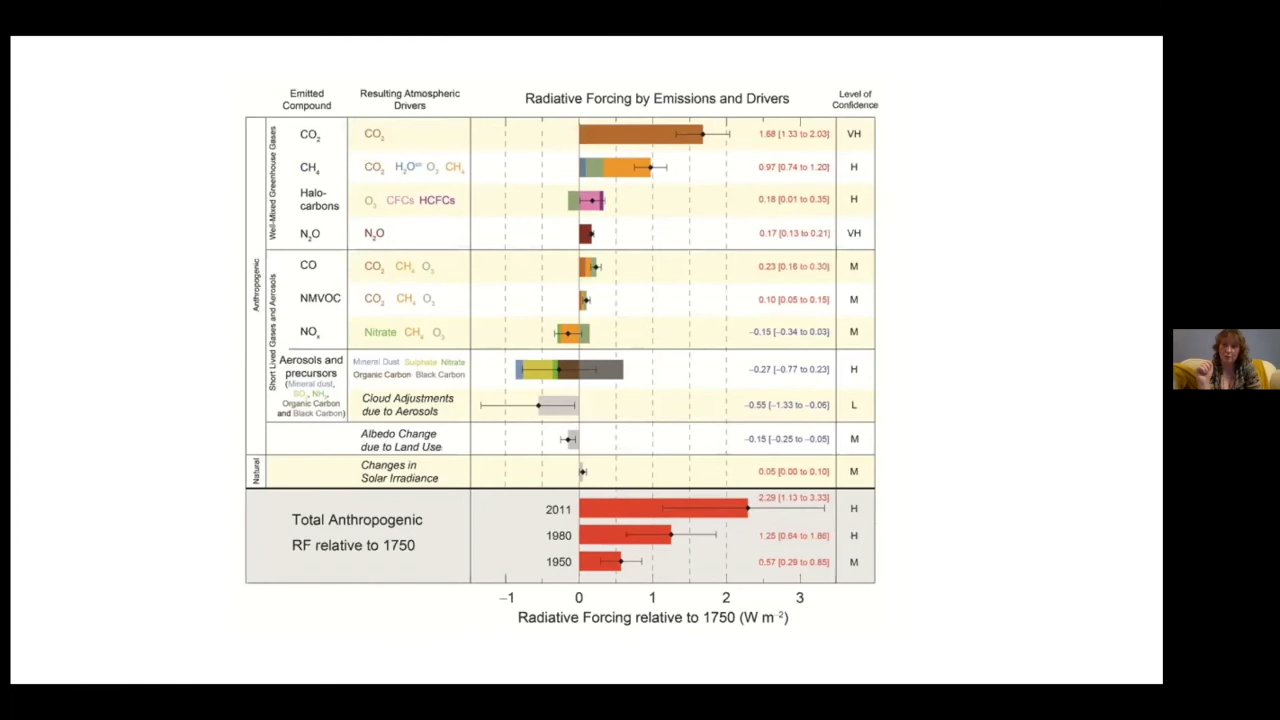 Emitted Compound
Resulting Atmospheric Drivers
Radiative Forcing by Emissions and Drivers
Level of Confidence
Anthropogenic
Natural
Well-Mixed Greenhouse Gases
Short Lived Gases and Aerosols
CO₂ CO₂ 1.68 [1.33 to 2.03] VH
CH₄ CO₂ H₂Oˢᵗʳ O₃ CH₄ 0.97 [0.74 to 1.20] H
Halo-carbons O₃ CFCs HCFCs 0.18 [0.01 to 0.35] H
N₂O N₂O 0.17 [0.13 to 0.21] VH
CO CO₂ CH₄ O₃ 0.23 [0.16 to 0.30] M
NMVOC CO₂ CH₄ O₃ 0.10 [0.05 to 0.15] M
NOₓ Nitrate CH₄ O₃ −0.15 [−0.34 to 0.03] M
Aerosols and precursors
(Mineral dust,
SO₂, NH₃,
Organic Carbon
and Black Carbon)
Mineral Dust Sulphate Nitrate
Organic Carbon Black Carbon
−0.27 [−0.77 to 0.23] H
Cloud Adjustments
due to Aerosols
−0.55 [−1.33 to −0.06] L
Albedo Change
due to Land Use
−0.15 [−0.25 to −0.05] M
Changes in
Solar Irradiance
0.05 [0.00 to 0.10] M
Total Anthropogenic
RF relative to 1750
2011 2.29 [1.13 to 3.33] H
1980 1.25 [0.64 to 1.86] H
1950 0.57 [0.29 to 0.85] M
−1 0 1 2 3
Radiative Forcing relative to 1750 (W m⁻²)